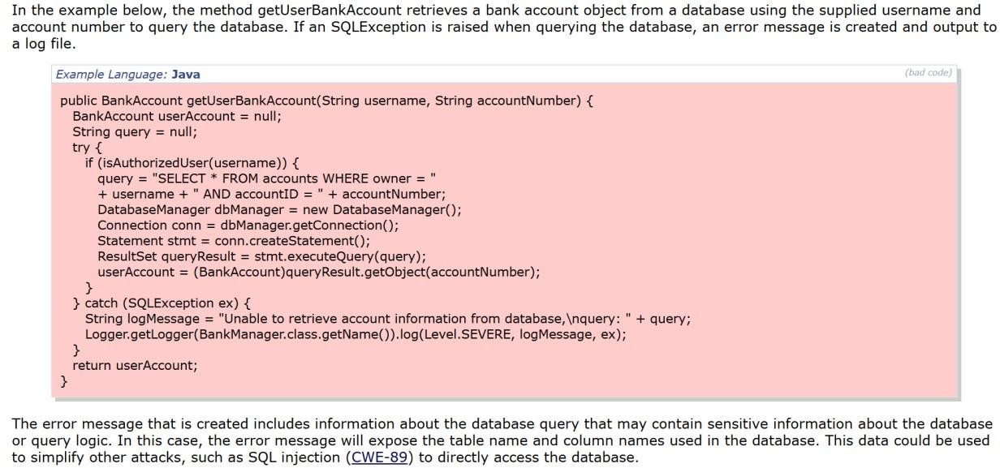 In the example below, the method getUserBankAccount retrieves a bank account object from a database using the supplied username and
account number to query the database. If an SQLException is raised when querying the database, an error message is created and output to
a log file.
Example Language: Java (bad code)
public BankAccount getUserBankAccount(String username, String accountNumber) {
BankAccount userAccount = null;
String query = null;
try {
if (isAuthorizedUser(username)) {
query = "SELECT * FROM accounts WHERE owner = "
+ username + " AND accountID = " + accountNumber;
DatabaseManager dbManager = new DatabaseManager();
Connection conn = dbManager.getConnection();
Statement stmt = conn.createStatement();
ResultSet queryResult = stmt.executeQuery(query);
userAccount = (BankAccount)queryResult.getObject(accountNumber);
}
} catch (SQLException ex) {
String logMessage = "Unable to retrieve account information from database,\nquery: " + query;
Logger.getLogger(BankManager.class.getName()).log(Level.SEVERE, logMessage, ex);
}
return userAccount;
}
The error message that is created includes information about the database query that may contain sensitive information about the database
or query logic. In this case, the error message will expose the table name and column names used in the database. This data could be used
to simplify other attacks, such as SQL injection (CWE-89) to directly access the database.